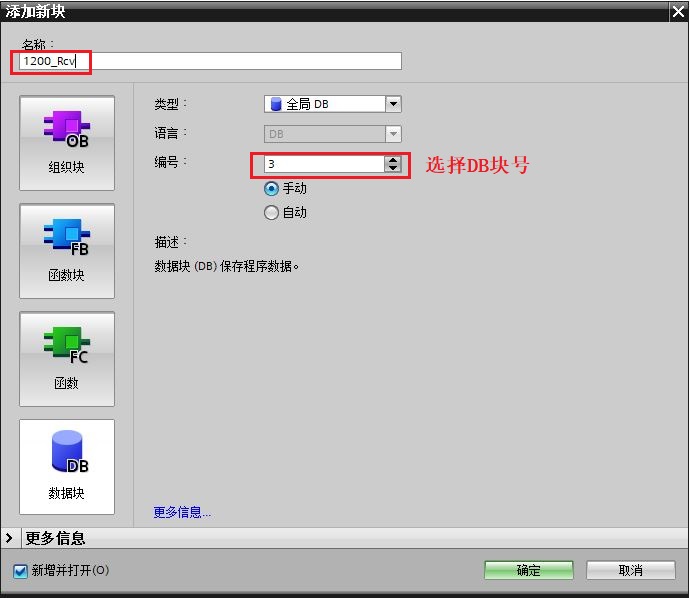 添加新块
名称：
1200_Rcv
OB
组织块
FB
函数块
FC
函数
DB
数据块
类型：
全局 DB
语言：
DB
编号：
3
选择DB块号
手动
自动
描述：
数据块 (DB) 保存程序数据。
更多信息...
更多信息
新增并打开(O)
确定
取消